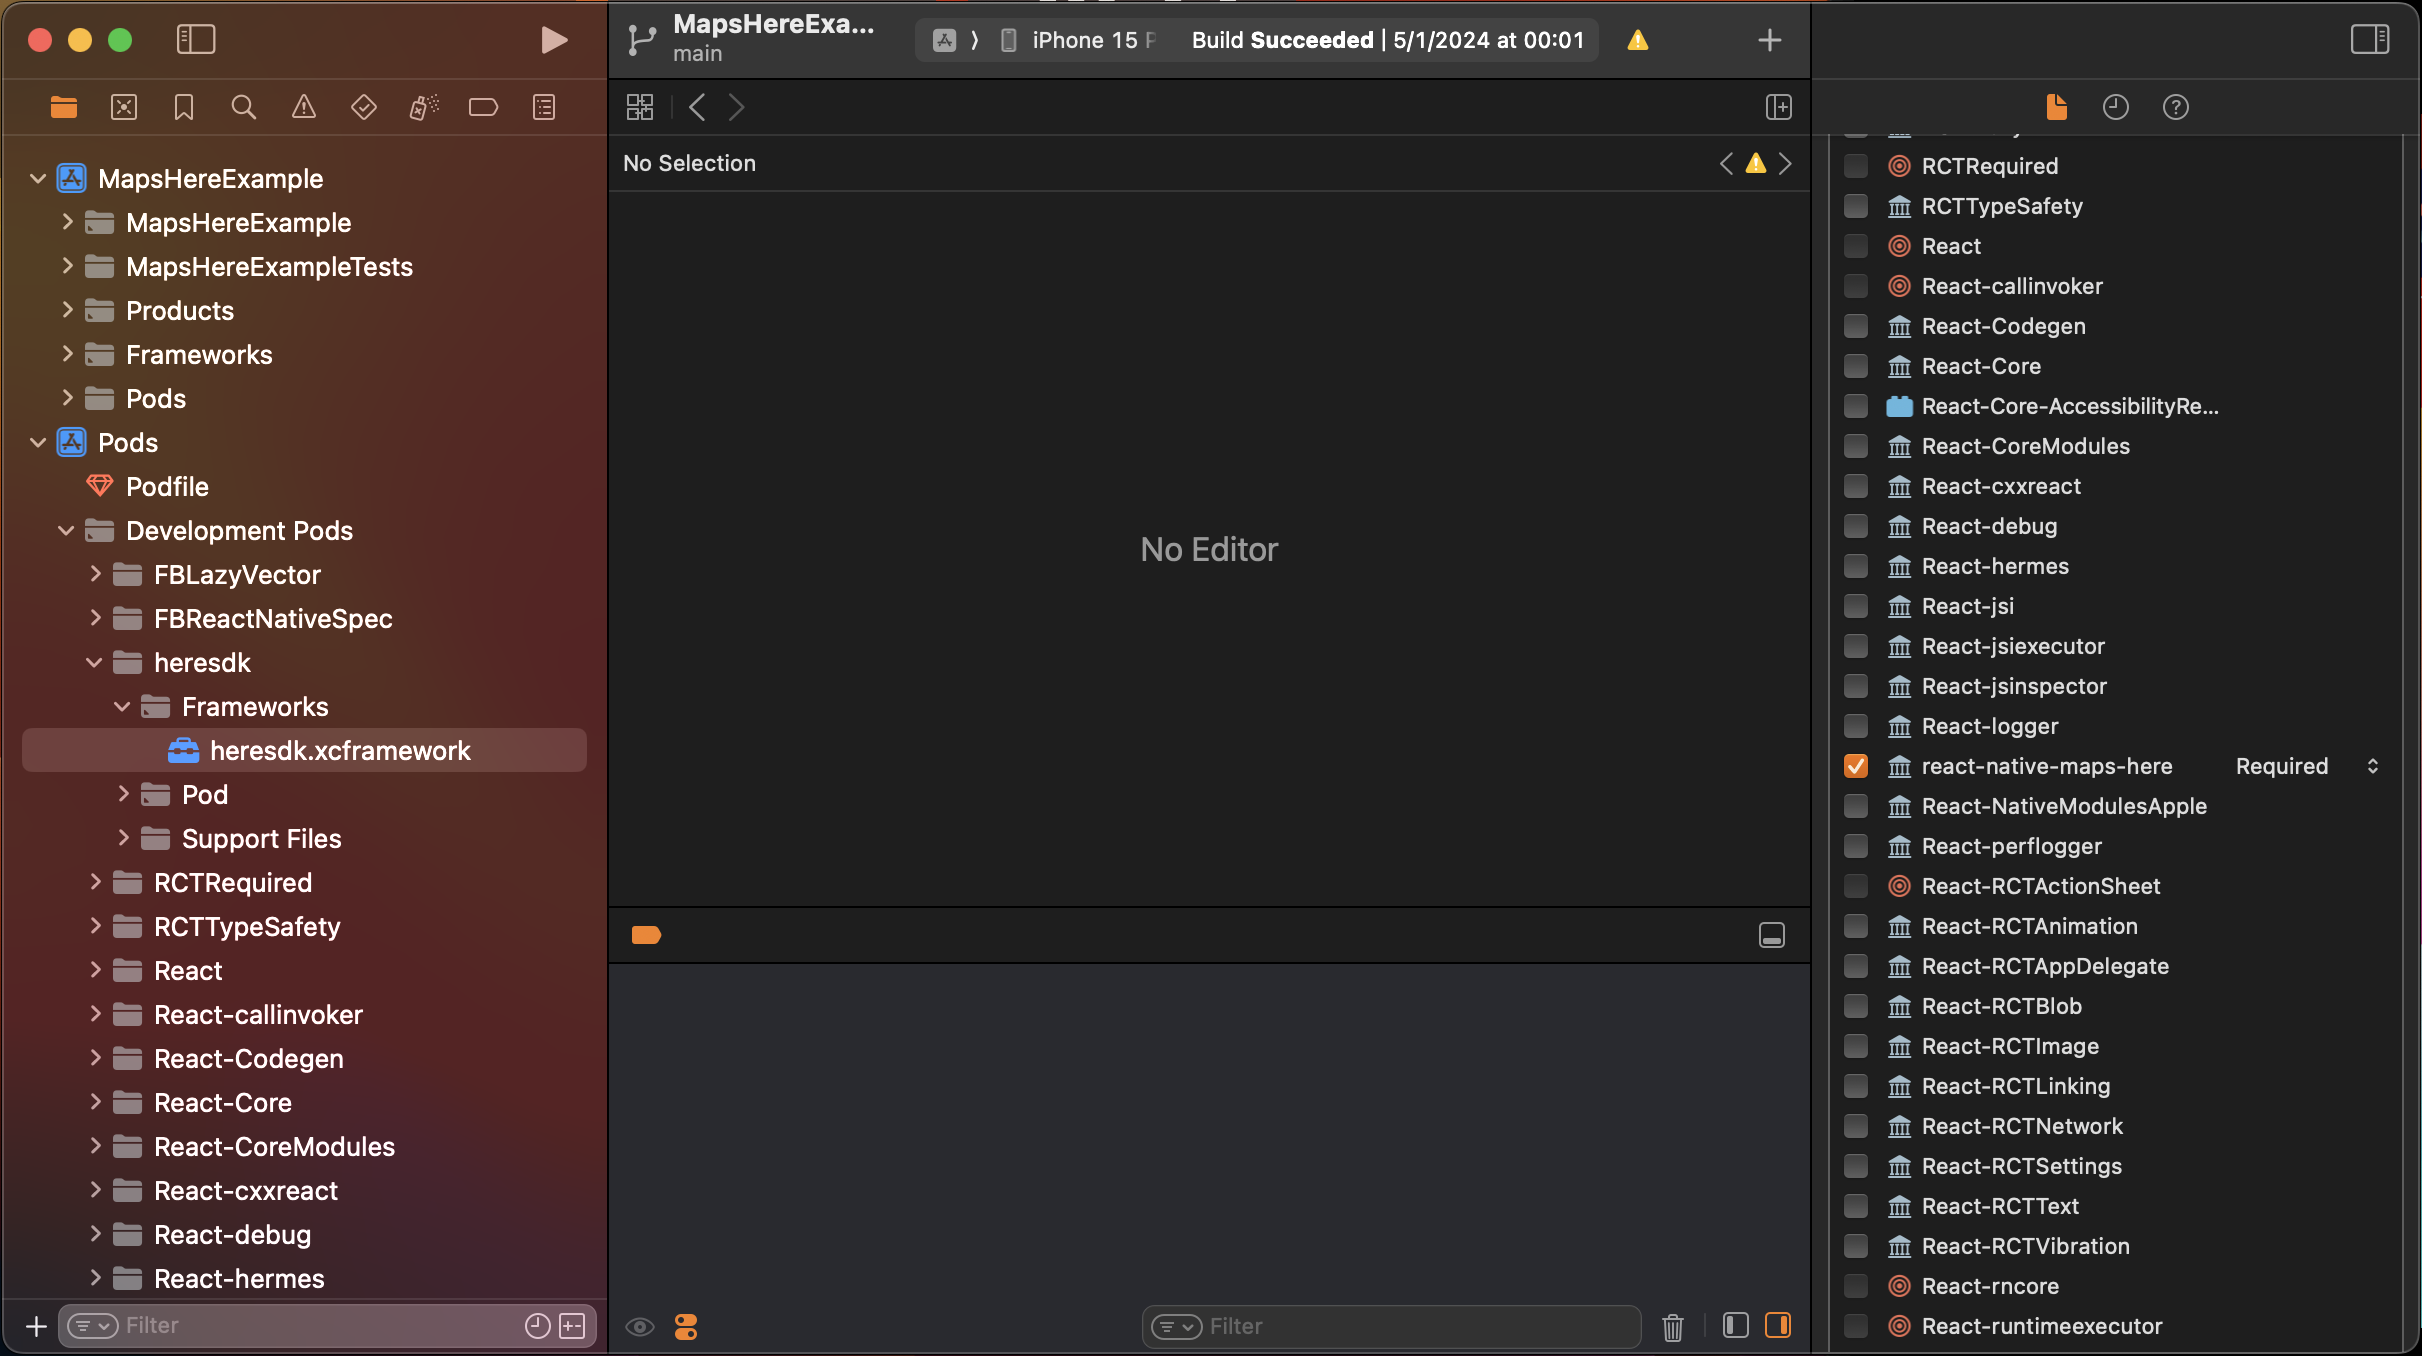 MapsHereExa...
main
iPhone 15 P
Build Succeeded | 5/1/2024 at 00:01
No Selection
MapsHereExample
MapsHereExample
MapsHereExampleTests
Products
Frameworks
Pods
Pods
Podfile
Development Pods
FBLazyVector
FBReactNativeSpec
heresdk
Frameworks
heresdk.xcframework
Pod
Support Files
RCTRequired
RCTTypeSafety
React
React-callinvoker
React-Codegen
React-Core
React-CoreModules
React-cxxreact
React-debug
React-hermes
Filter
No Editor
Filter
RCTRequired
RCTTypeSafety
React
React-callinvoker
React-Codegen
React-Core
React-Core-AccessibilityRe...
React-CoreModules
React-cxxreact
React-debug
React-hermes
React-jsi
React-jsiexecutor
React-jsinspector
React-logger
react-native-maps-here Required
React-NativeModulesApple
React-perflogger
React-RCTActionSheet
React-RCTAnimation
React-RCTAppDelegate
React-RCTBlob
React-RCTImage
React-RCTLinking
React-RCTNetwork
React-RCTSettings
React-RCTText
React-RCTVibration
React-rncore
React-runtimeexecutor